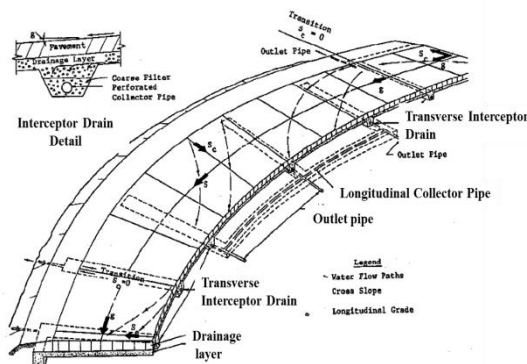 g
Pavement
Drainage Layer
Coarse Filter
Perforated
Collector Pipe
Interceptor Drain
Detail
Transition
S = 0
c
Outlet Pipe
S
c
g
g
Transverse Interceptor
Drain
Outlet Pipe
Longitudinal Collector Pipe
Outlet pipe
S
c
S
Legend
Water Flow Paths
Cross Slope
Longitudinal Grade
Transition
S = 0
Transverse
Interceptor Drain
g
S
Drainage
layer